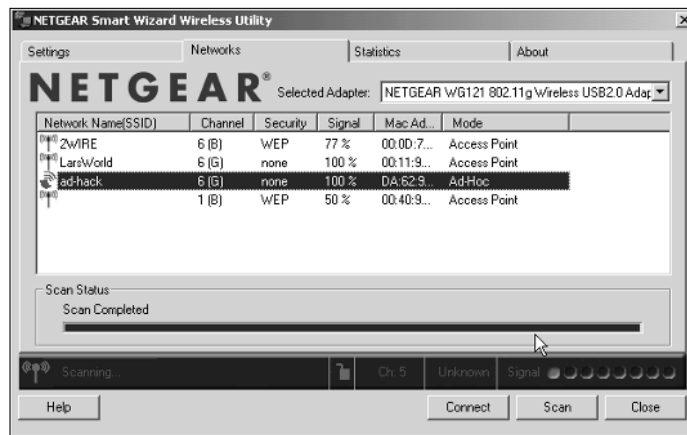 NETGEAR Smart Wizard Wireless Utility
Settings Networks Statistics About
NETGEAR® Selected Adapter: NETGEAR WG121 802.11g Wireless USB2.0 Adap
Network Name(SSID) Channel Security Signal Mac Ad... Mode
2WIRE 6 (B) WEP 77 % 00:0D:7... Access Point
LarsWorld 6 (G) none 100 % 00:11:9... Access Point
ad-hack 6 (G) none 100 % DA:62:9... Ad-Hoc
1 (B) WEP 50 % 00:40:9... Access Point
Scan Status
Scan Completed
Scanning... Ch: 5 Unknown Signal
Help Connect Scan Close